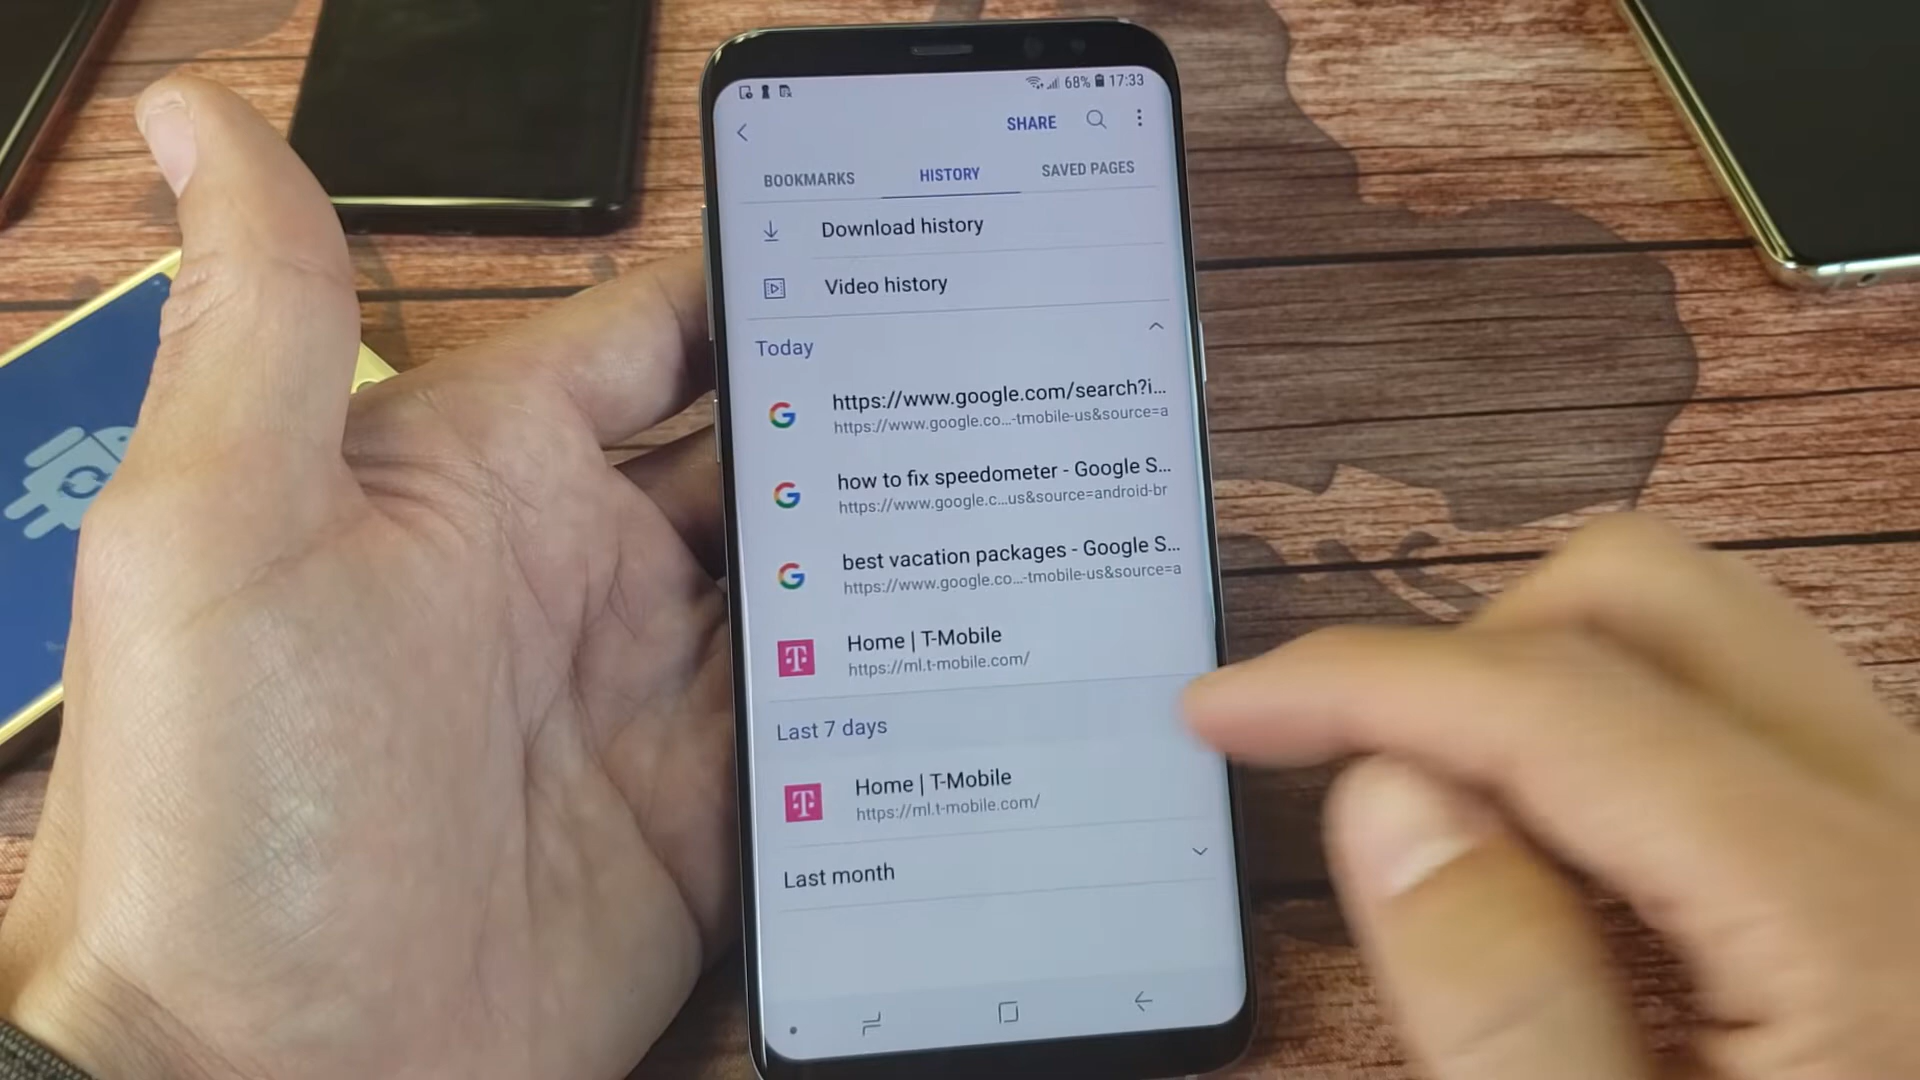 68% 17:33
SHARE
BOOKMARKS HISTORY SAVED PAGES
Download history
Video history
Today
https://www.google.com/search?i...
https://www.google.co...-tmobile-us&source=a
how to fix speedometer - Google S...
https://www.google.c...us&source=android-br
best vacation packages - Google S...
https://www.google.co...-tmobile-us&source=a
T
Home | T-Mobile
https://ml.t-mobile.com/
Last 7 days
T
Home | T-Mobile
https://ml.t-mobile.com/
Last month